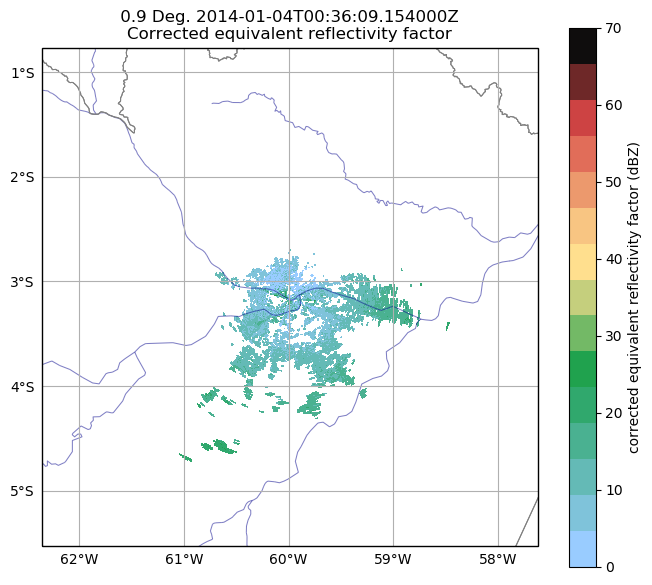 0.9 Deg. 2014-01-04T00:36:09.154000Z
Corrected equivalent reflectivity factor
1°S
2°S
3°S
4°S
5°S
62°W
61°W
60°W
59°W
58°W
70
60
50
40
30
20
10
0
corrected equivalent reflectivity factor (dBZ)